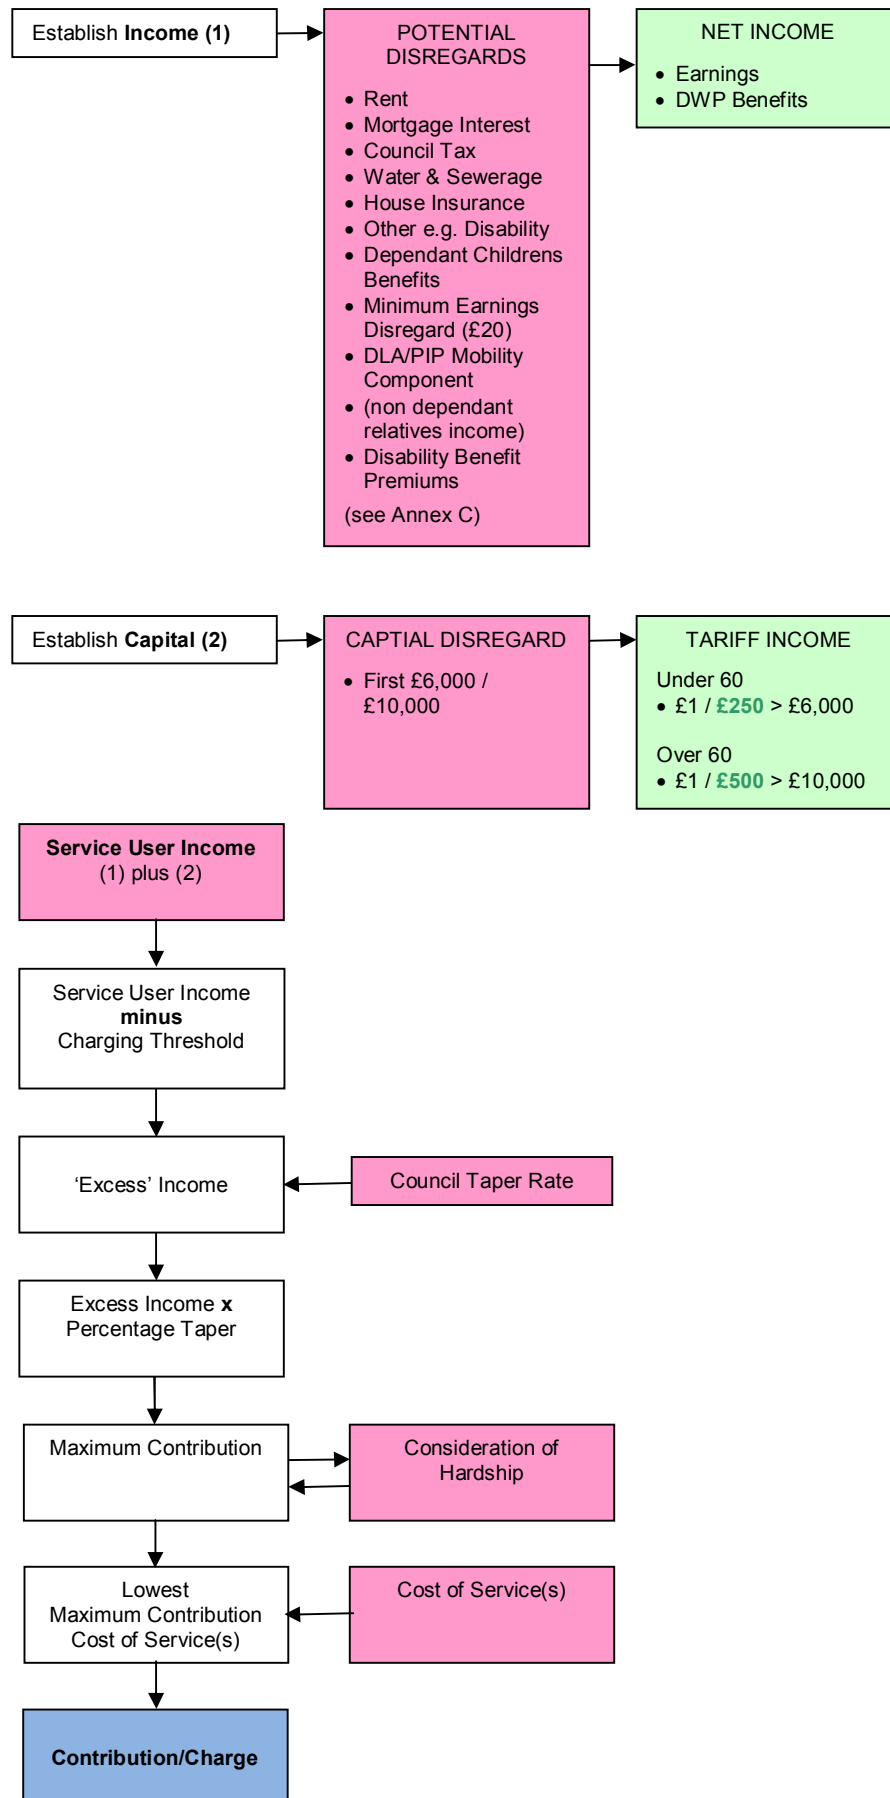 Establish Income (1)
POTENTIAL
DISREGARDS
• Rent
• Mortgage Interest
• Council Tax
• Water & Sewerage
• House Insurance
• Other e.g. Disability
• Dependant Childrens
Benefits
• Minimum Earnings
Disregard (£20)
• DLA/PIP Mobility
Component
• (non dependant
relatives income)
• Disability Benefit
Premiums
(see Annex C)
NET INCOME
• Earnings
• DWP Benefits
Establish Capital (2)
CAPTIAL DISREGARD
• First £6,000 /
£10,000
TARIFF INCOME
Under 60
• £1 / £250 > £6,000
Over 60
• £1 / £500 > £10,000
Service User Income
(1) plus (2)
Service User Income
minus
Charging Threshold
‘Excess’ Income
Council Taper Rate
Excess Income x
Percentage Taper
Maximum Contribution
Consideration of
Hardship
Lowest
Maximum Contribution
Cost of Service(s)
Cost of Service(s)
Contribution/Charge